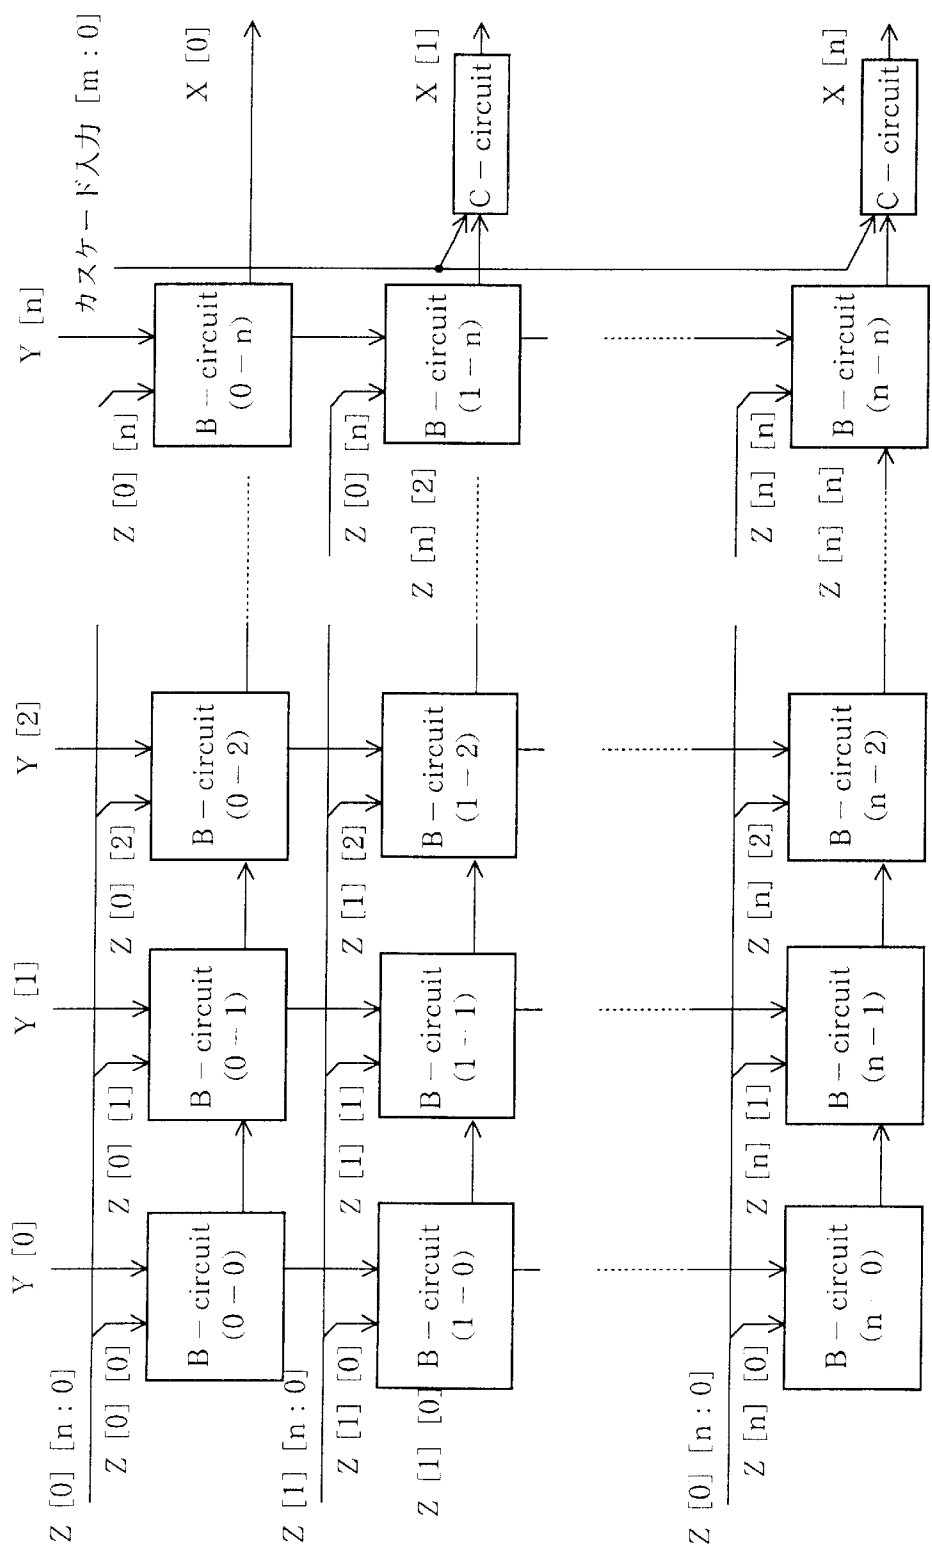 Y [0]
Y [1]
Y [2]
Y [n]
Z [0] [n : 0]
カスケード入力 [m : 0]
Z [0] [0]
Z [0] [1]
Z [0] [2]
Z [0] [n]
B－circuit
(0－0)
B－circuit
(0－1)
B－circuit
(0－2)
B－circuit
(0－n)
X [0]
Z [1] [n : 0]
Z [1] [0]
Z [1] [1]
Z [1] [2]
Z [0] [n]
B－circuit
(1－0)
B－circuit
(1－1)
B－circuit
(1－2)
B－circuit
(1－n)
X [1]
Z [1] [0]
Z [n] [2]
C－circuit
Z [0] [n : 0]
Z [n] [0]
Z [n] [1]
Z [n] [2]
Z [n] [n]
B－circuit
(n－0)
B－circuit
(n－1)
B－circuit
(n－2)
B－circuit
(n－n)
Z [n] [n]
X [n]
C－circuit